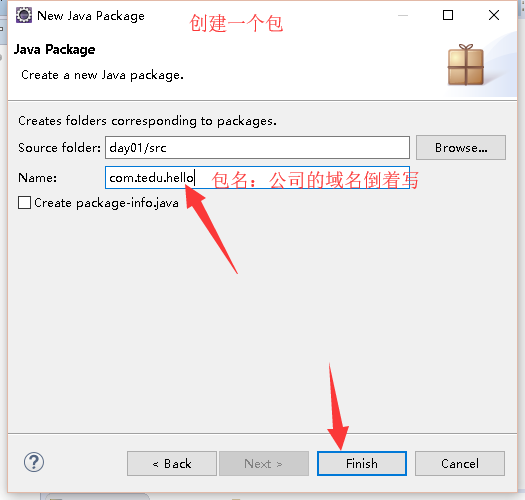 New Java Package
创建一个包
Java Package
Create a new Java package.
Creates folders corresponding to packages.
Source folder: day01/src Browse...
Name: com.tedu.hello 包名：公司的域名倒着写
Create package-info.java
? < Back Next > Finish Cancel